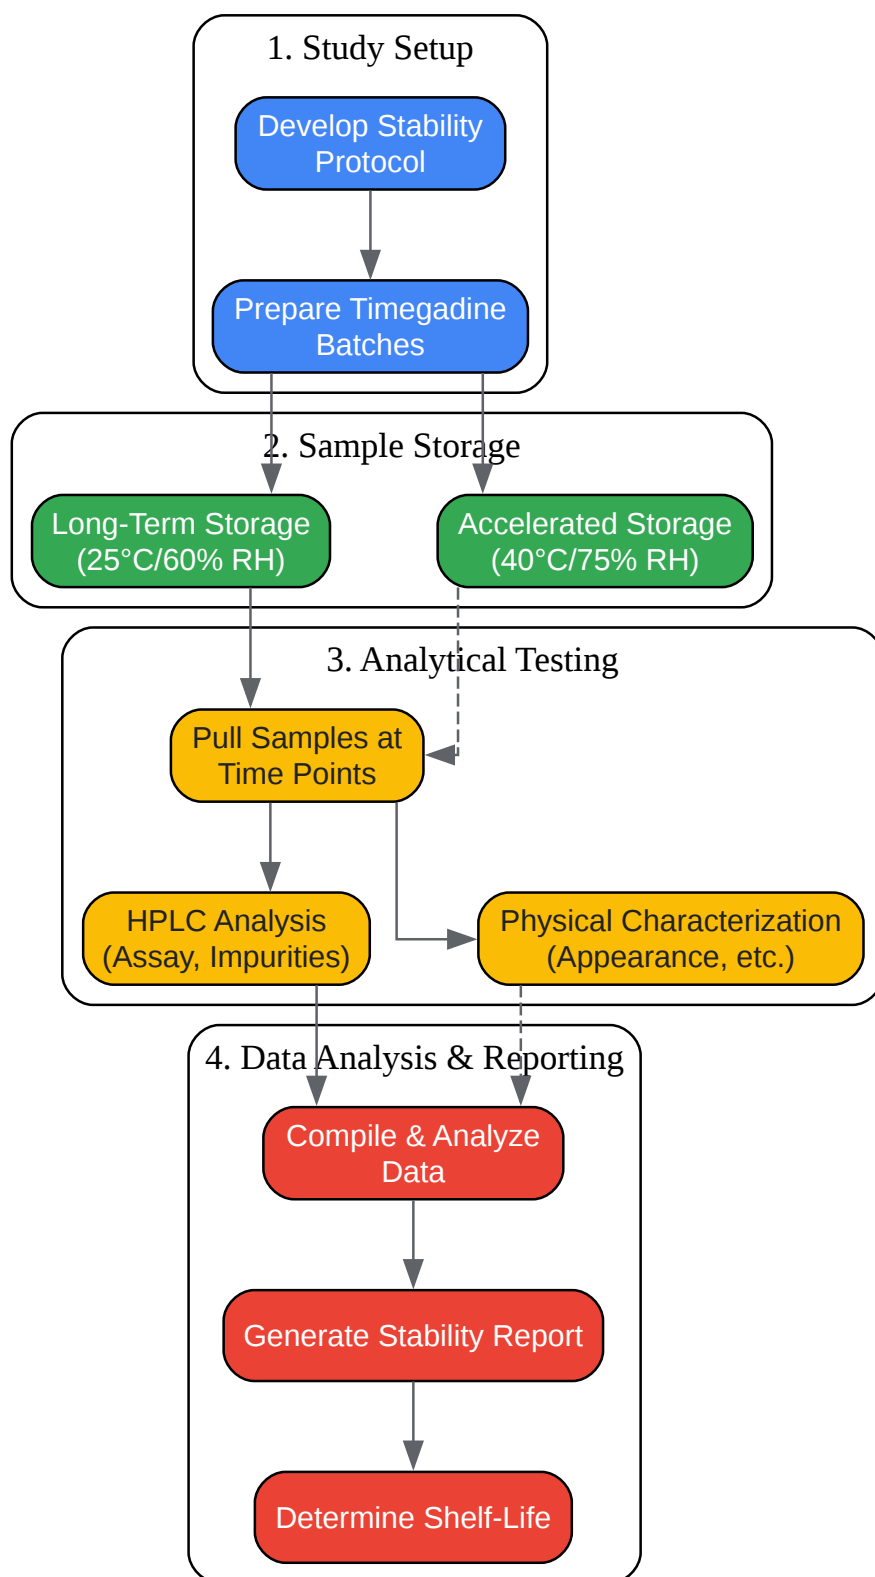 1. Study Setup
Develop Stability
Protocol
Prepare Timegadine
Batches
2. Sample Storage
Long-Term Storage
(25°C/60% RH)
Accelerated Storage
(40°C/75% RH)
3. Analytical Testing
Pull Samples at
Time Points
HPLC Analysis
(Assay, Impurities)
Physical Characterization
(Appearance, etc.)
4. Data Analysis & Reporting
Compile & Analyze
Data
Generate Stability Report
Determine Shelf-Life